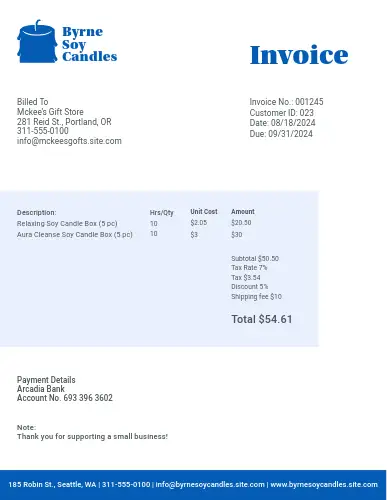 Byrne
Soy
Candles
Invoice
Billed To
Mckee's Gift Store
281 Reid St., Portland, OR
311-555-0100
info@mckeesgofts.site.com
Invoice No.: 001245
Customer ID: 023
Date: 08/18/2024
Due: 09/31/2024
Description: Hrs/Qty Unit Cost Amount
Relaxing Soy Candle Box (5 pc) 10 $2.05 $20.50
Aura Cleanse Soy Candle Box (5 pc) 10 $3 $30
Subtotal $50.50
Tax Rate 7%
Tax $3.54
Discount 5%
Shipping fee $10
Total $54.61
Payment Details
Arcadia Bank
Account No. 693 396 3602
Note:
Thank you for supporting a small business!
185 Robin St., Seattle, WA | 311-555-0100 | info@byrnesoycandles.site.com | www.byrnesoycandles.site.com